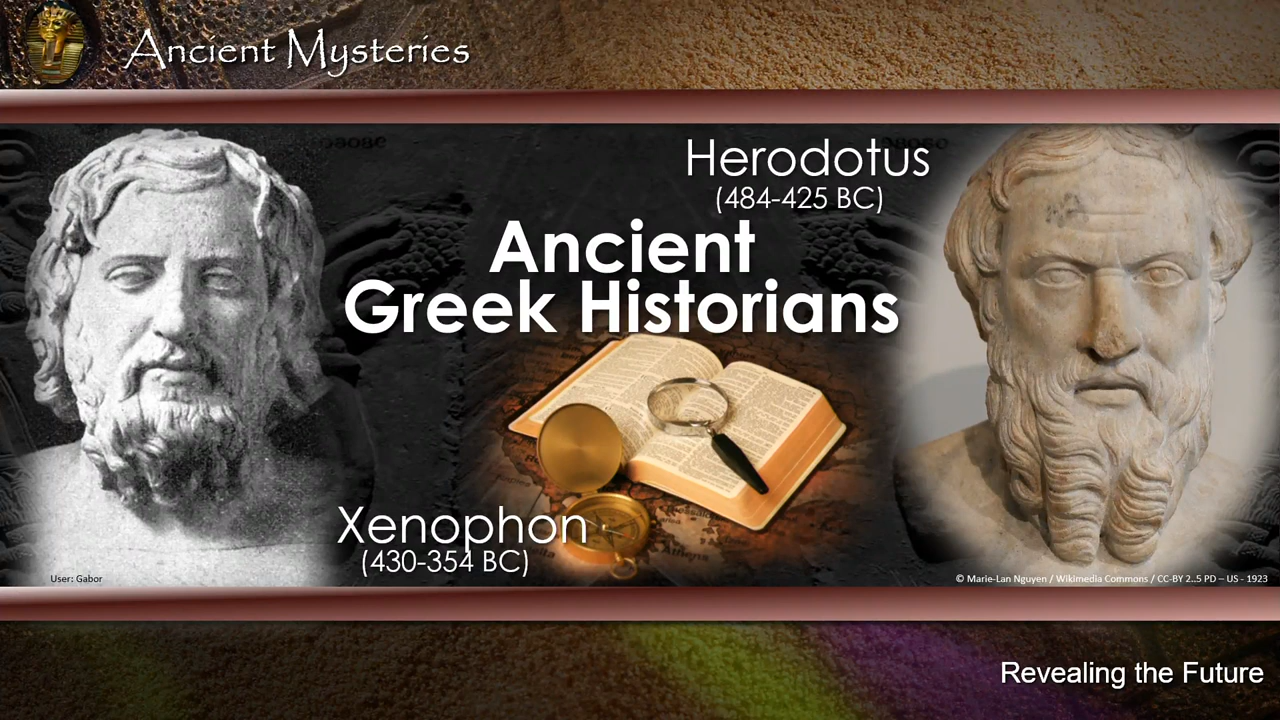 Ancient Mysteries
Herodotus
(484-425 BC)
Ancient
Greek Historians
Xenophon
(430-354 BC)
User: Gabor
© Marie-Lan Nguyen / Wikimedia Commons / CC-BY 2..5 PD – US - 1923
Revealing the Future